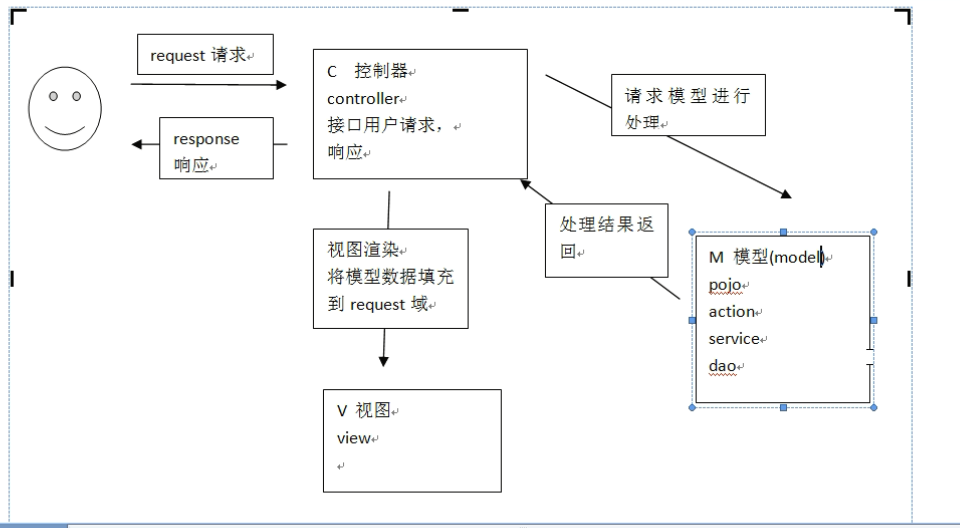 request 请求
C 控制器
controller
接口用户请求，
响应
请求模型进行
处理
response
响应
处理结果返
回
视图渲染
将模型数据填充
到 request 域
M 模型(model)
pojo
action
service
dao
V 视图
view